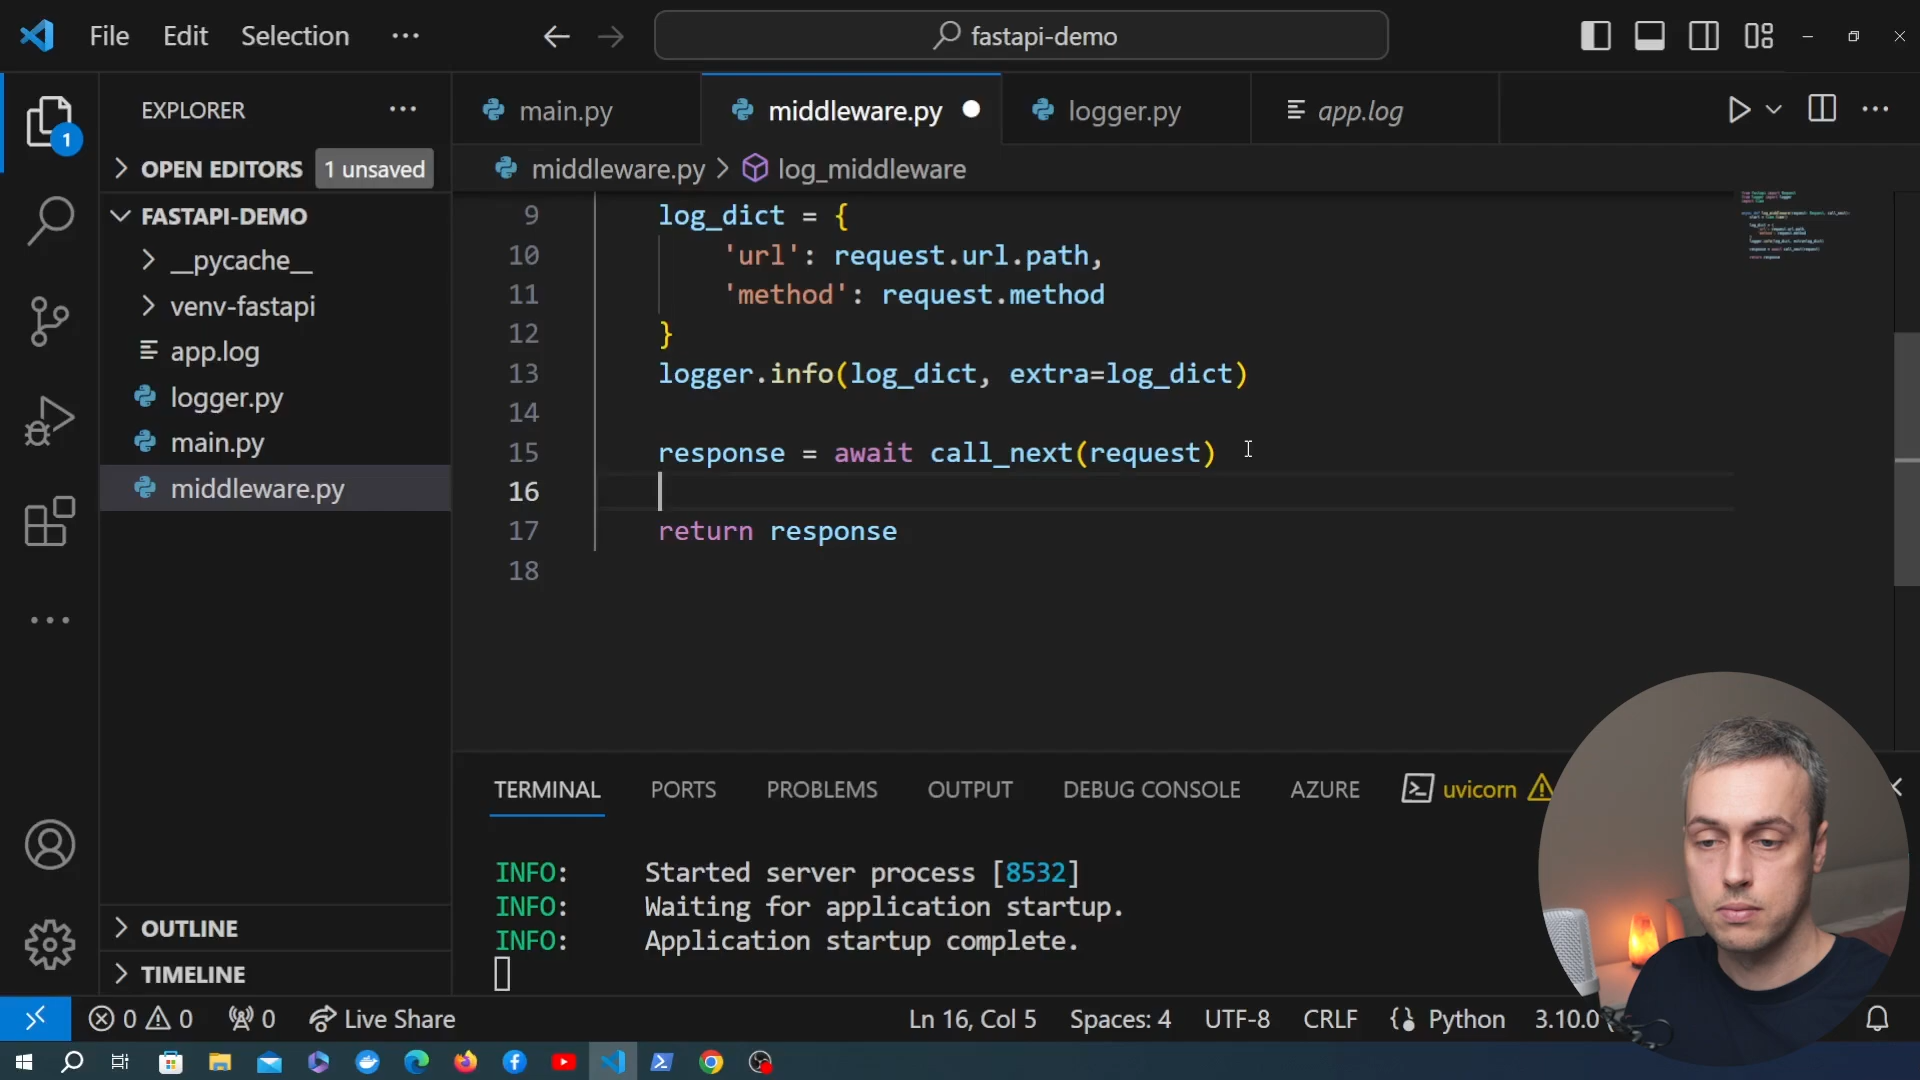 File Edit Selection ··· fastapi-demo
EXPLORER ···
main.py middleware.py logger.py app.log
1
OPEN EDITORS 1 unsaved
middleware.py > log_middleware
FASTAPI-DEMO
__pycache__
venv-fastapi
app.log
logger.py
main.py
middleware.py
OUTLINE
TIMELINE
9 log_dict = {
10 'url': request.url.path,
11 'method': request.method
12 }
13 logger.info(log_dict, extra=log_dict)
14
15 response = await call_next(request)
16
17 return response
18
TERMINAL PORTS PROBLEMS OUTPUT DEBUG CONSOLE AZURE uvicorn
INFO: Started server process [8532]
INFO: Waiting for application startup.
INFO: Application startup complete.
0 0 0 Live Share Ln 16, Col 5 Spaces: 4 UTF-8 CRLF Python 3.10.0